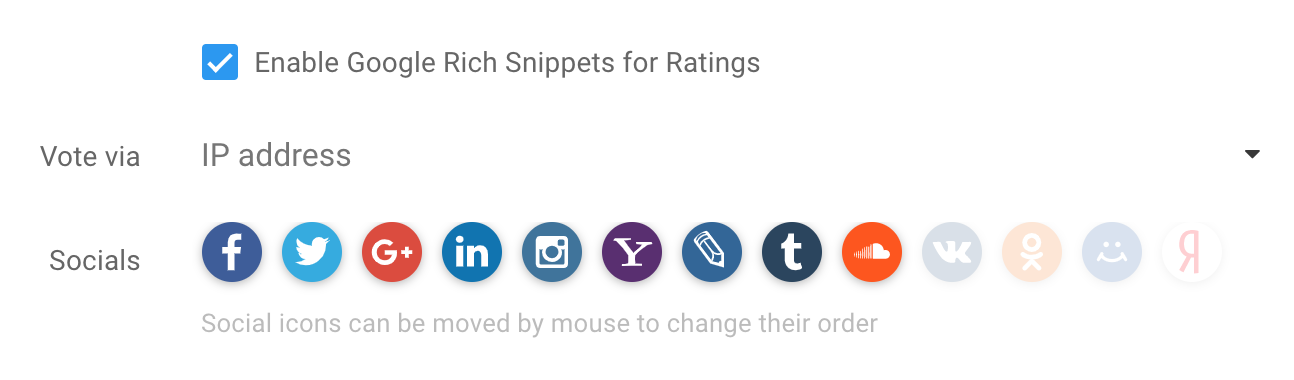 Enable Google Rich Snippets for Ratings
Vote via IP address
Socials
Social icons can be moved by mouse to change their order